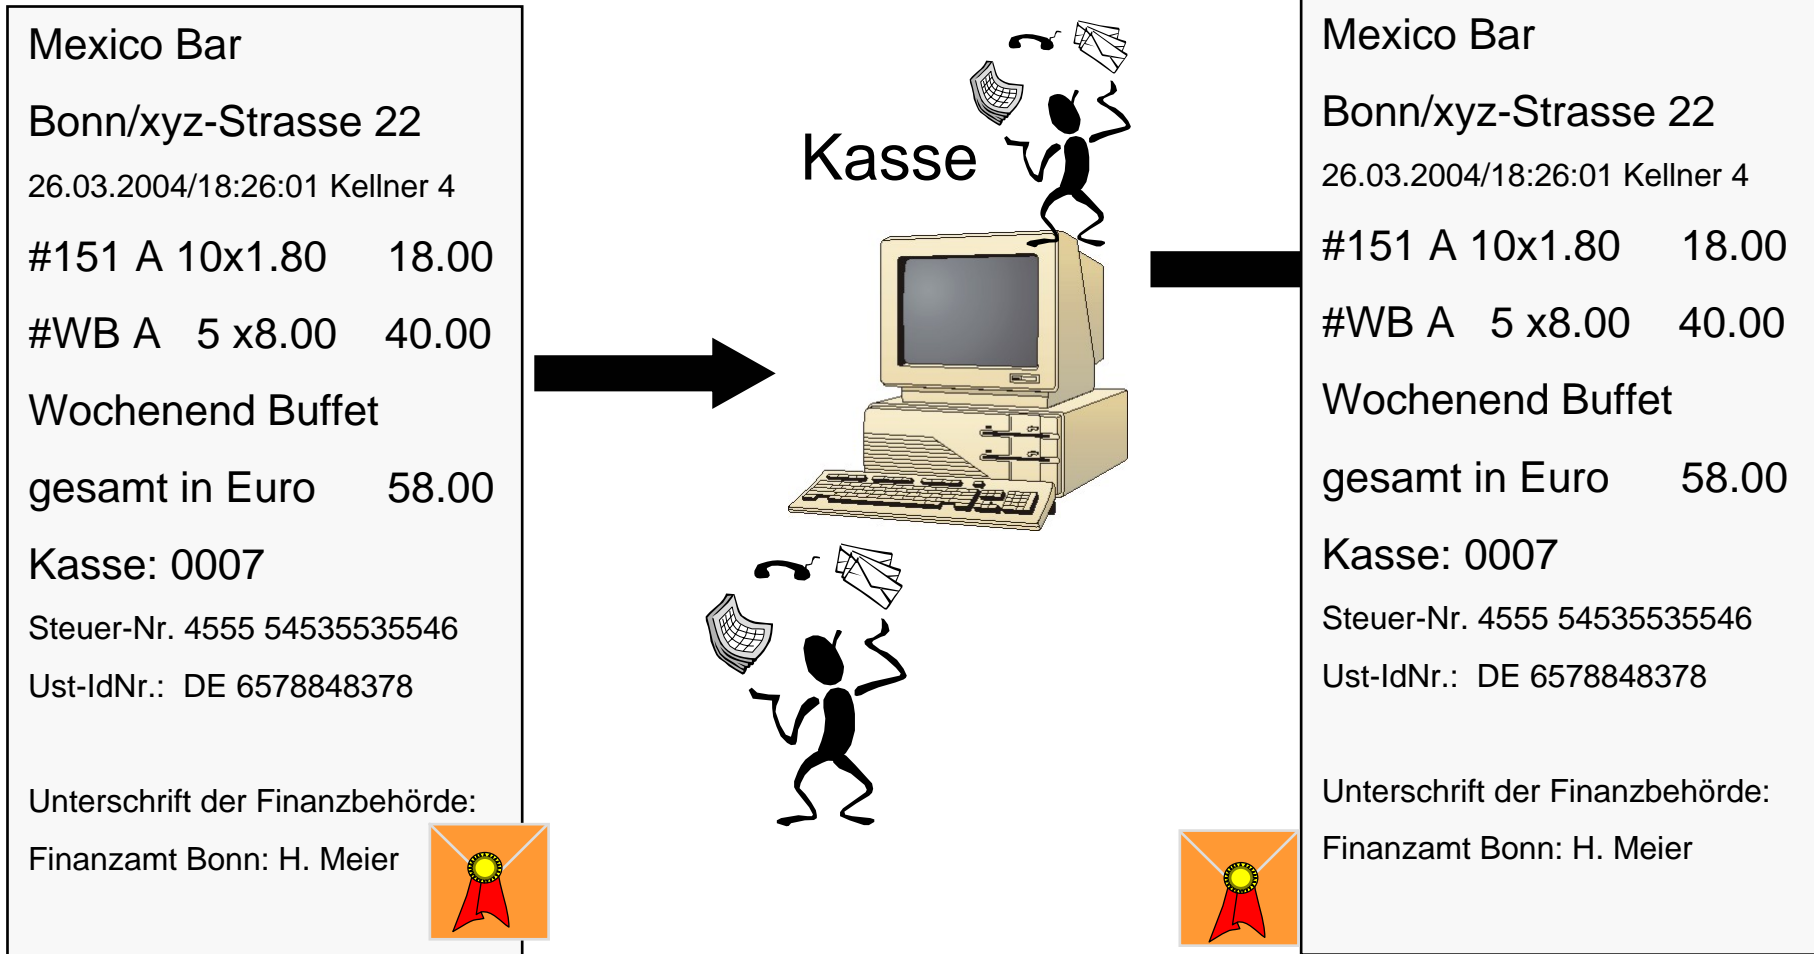 Mexico Bar
Bonn/xyz-Strasse 22
26.03.2004/18:26:01 Kellner 4
#151 A 10x1.80 18.00
#WB A 5 x8.00 40.00
Wochenend Buffet
gesamt in Euro 58.00
Kasse: 0007
Steuer-Nr. 4555 54535535546
Ust-IdNr.: DE 6578848378
Unterschrift der Finanzbehörde:
Finanzamt Bonn: H. Meier
Kasse
Mexico Bar
Bonn/xyz-Strasse 22
26.03.2004/18:26:01 Kellner 4
#151 A 10x1.80 18.00
#WB A 5 x8.00 40.00
Wochenend Buffet
gesamt in Euro 58.00
Kasse: 0007
Steuer-Nr. 4555 54535535546
Ust-IdNr.: DE 6578848378
Unterschrift der Finanzbehörde:
Finanzamt Bonn: H. Meier